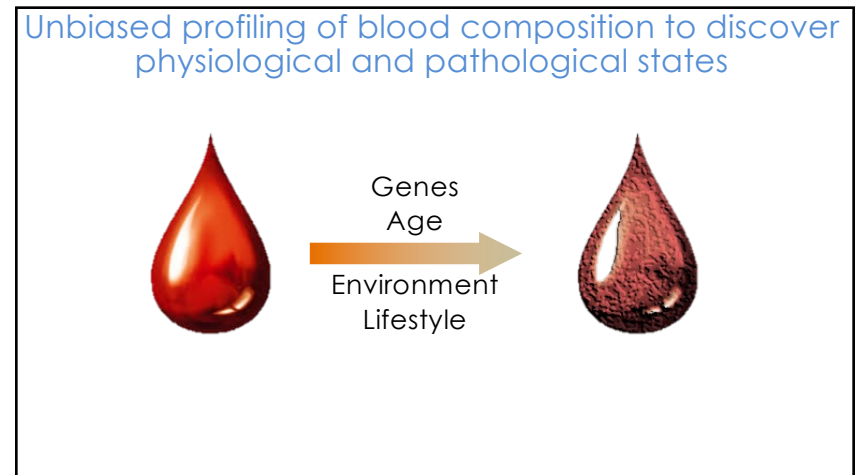 Unbiased profiling of blood composition to discover
physiological and pathological states
Genes
Age
Environment
Lifestyle